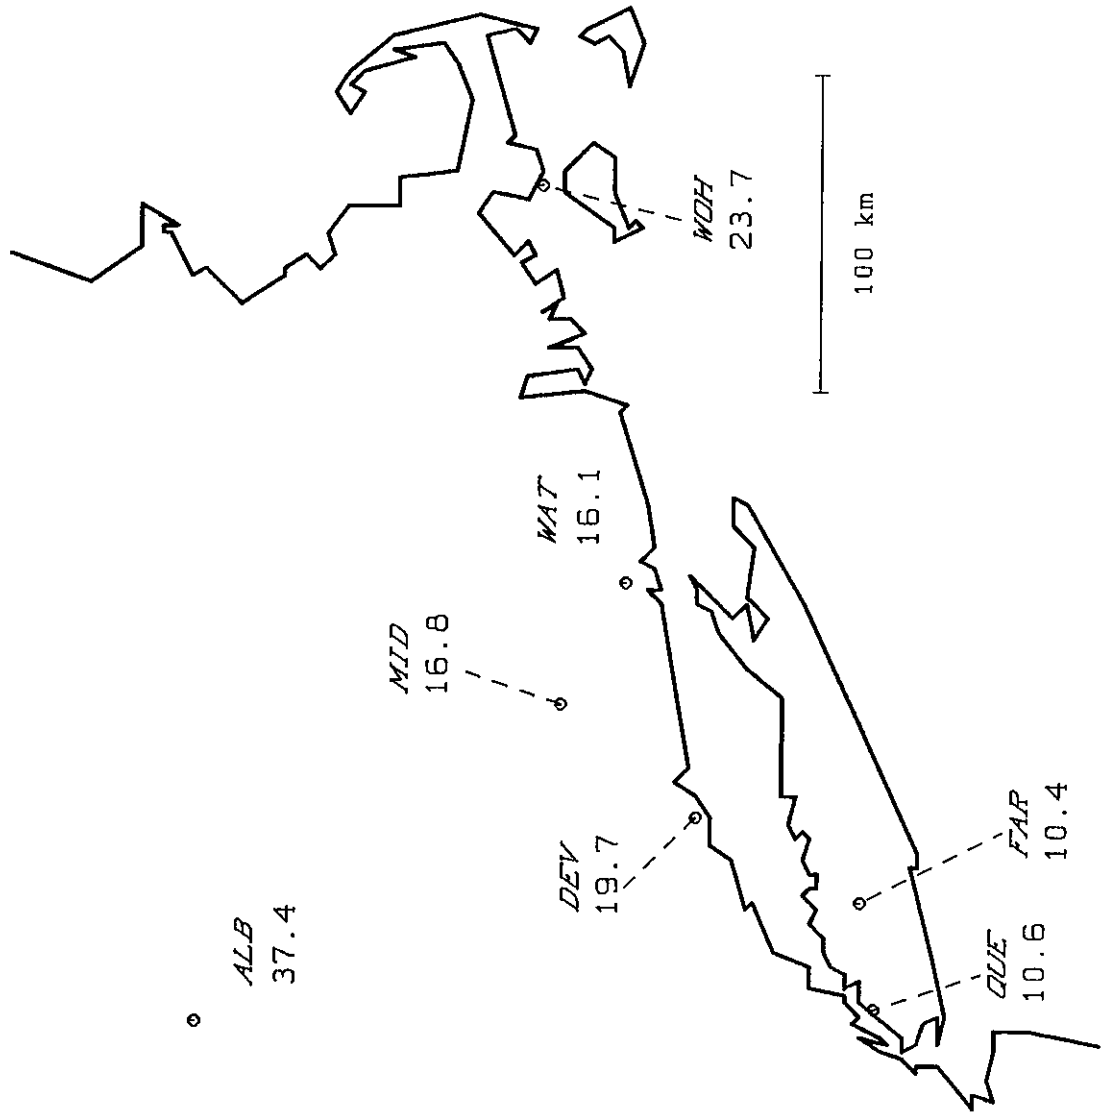 ALB
37.4
MID
16.8
WAT
16.1
DEV
19.7
WOH
23.7
100 km
QUE
10.6
FAR
10.4